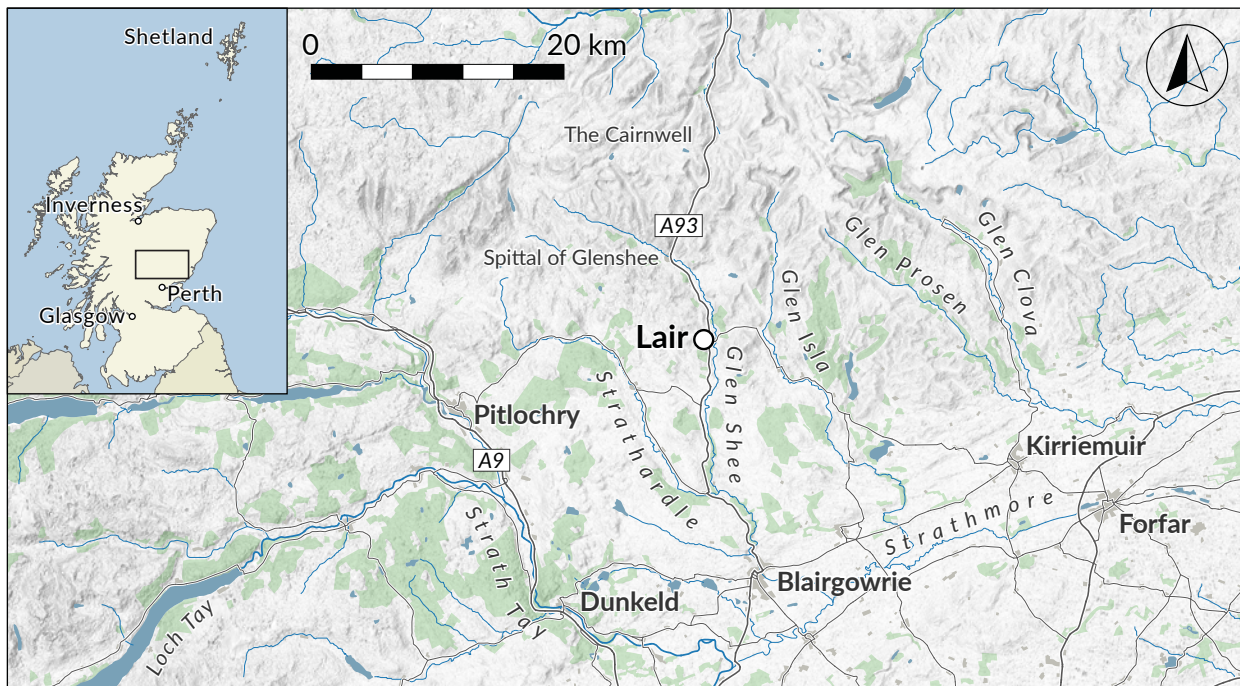 Shetland
0 20 km
The Cairnwell
Inverness
A93
Spittal of Glenshee
Glen Isla
Glen Prosen
Glen Clova
Perth
Glasgow
Lair
Glen Shee
Strathardle
Pitlochry
A9
Kirriemuir
Strath Tay
Strathmore
Forfar
Blairgowrie
Dunkeld
Loch Tay